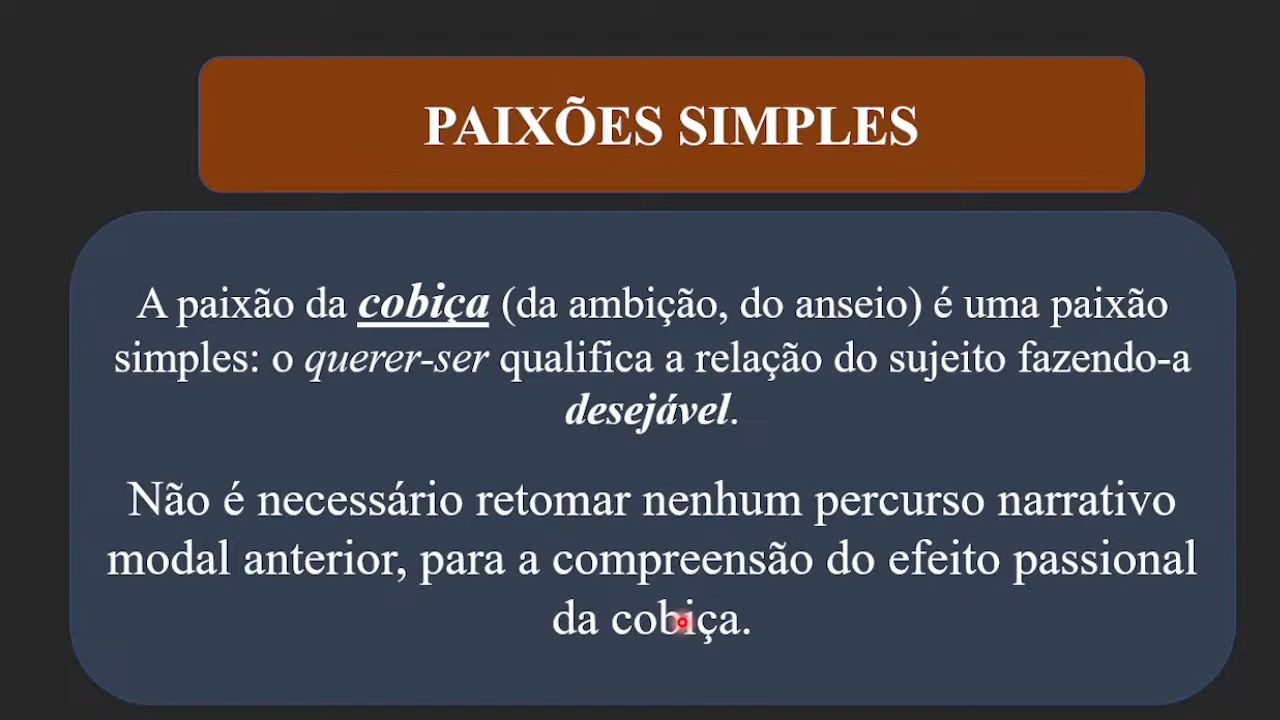 PAIXÕES SIMPLES
A paixão da cobiça (da ambição, do anseio) é uma paixão
simples: o querer-ser qualifica a relação do sujeito fazendo-a
desejável.
Não é necessário retomar nenhum percurso narrativo
modal anterior, para a compreensão do efeito passional
da cobiça.